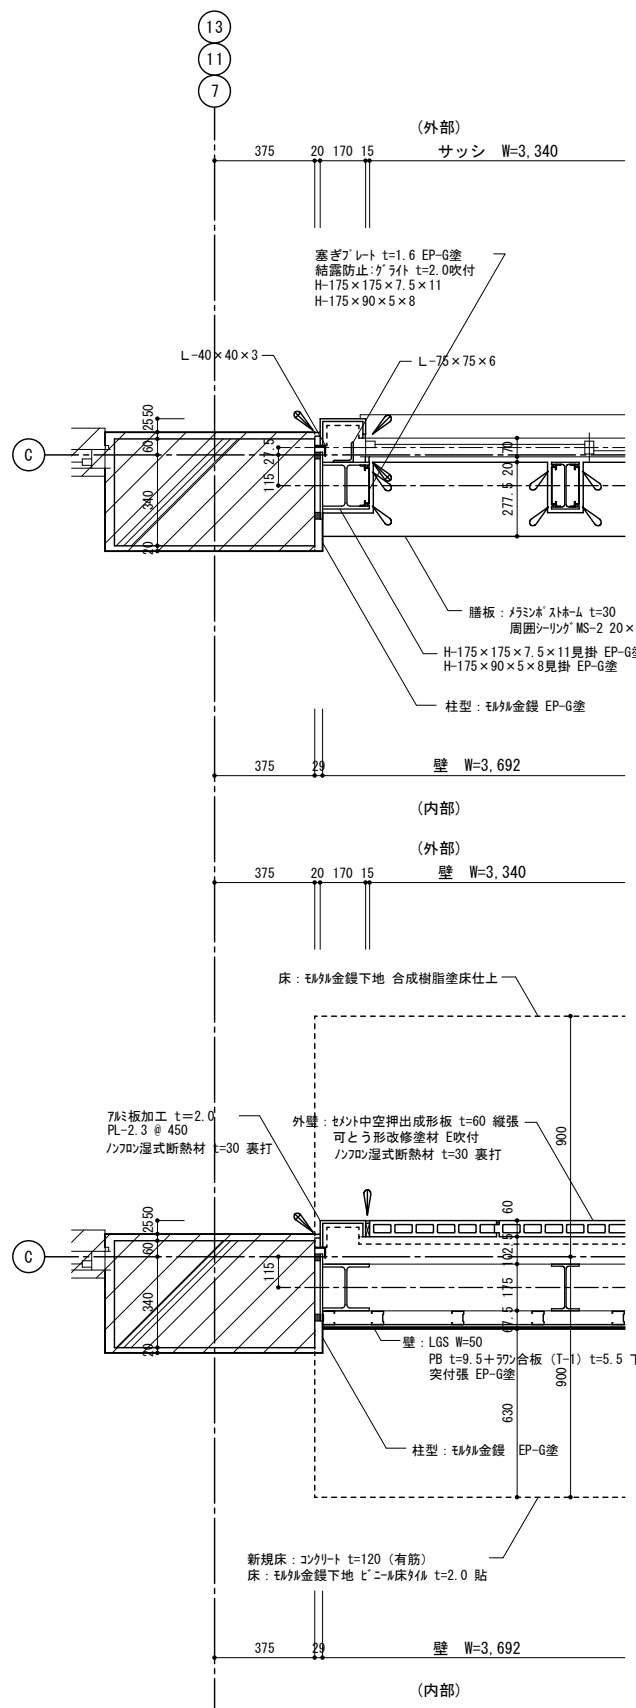 13
11
7
(外部)
375 20 170 15 サッシ W=3,340
塞ぎプレート t=1.6 EP-G塗
結露防止:グライト t=2.0吹付
H-175×175×7.5×11
H-175×90×5×8
L-40×40×3
L-75×75×6
C
2550
60
340
20
115
70
20
277.5
膳板:メラミンポストホーム t=30
周囲シーリング MS-2 20×
H-175×175×7.5×11見掛 EP-G塗
H-175×90×5×8見掛 EP-G塗
柱型:モルタル金鏝 EP-G塗
375 29 壁 W=3,692
(内部)
(外部)
375 20 170 15 壁 W=3,340
床:モルタル金鏝下地 合成樹脂塗床仕上
アルミ板加工 t=2.0
PL-2.3 @ 450
ノンフロン湿式断熱材 t=30 裏打
外壁:セメント中空押出成形板 t=60 縦張
可とう形改修塗材 E吹付
ノンフロン湿式断熱材 t=30 裏打
900
C
2550
60
340
20
115
60
102.5
175
67.5
壁:LGS W=50
PB t=9.5+ラワン合板 (T-1) t=5.5 下
突付張 EP-G塗
630
900
柱型:モルタル金鏝 EP-G塗
新規床:コンクリート t=120 (有筋)
床:モルタル金鏝下地 ビニール床タイル t=2.0 貼
375 29 壁 W=3,692
(内部)